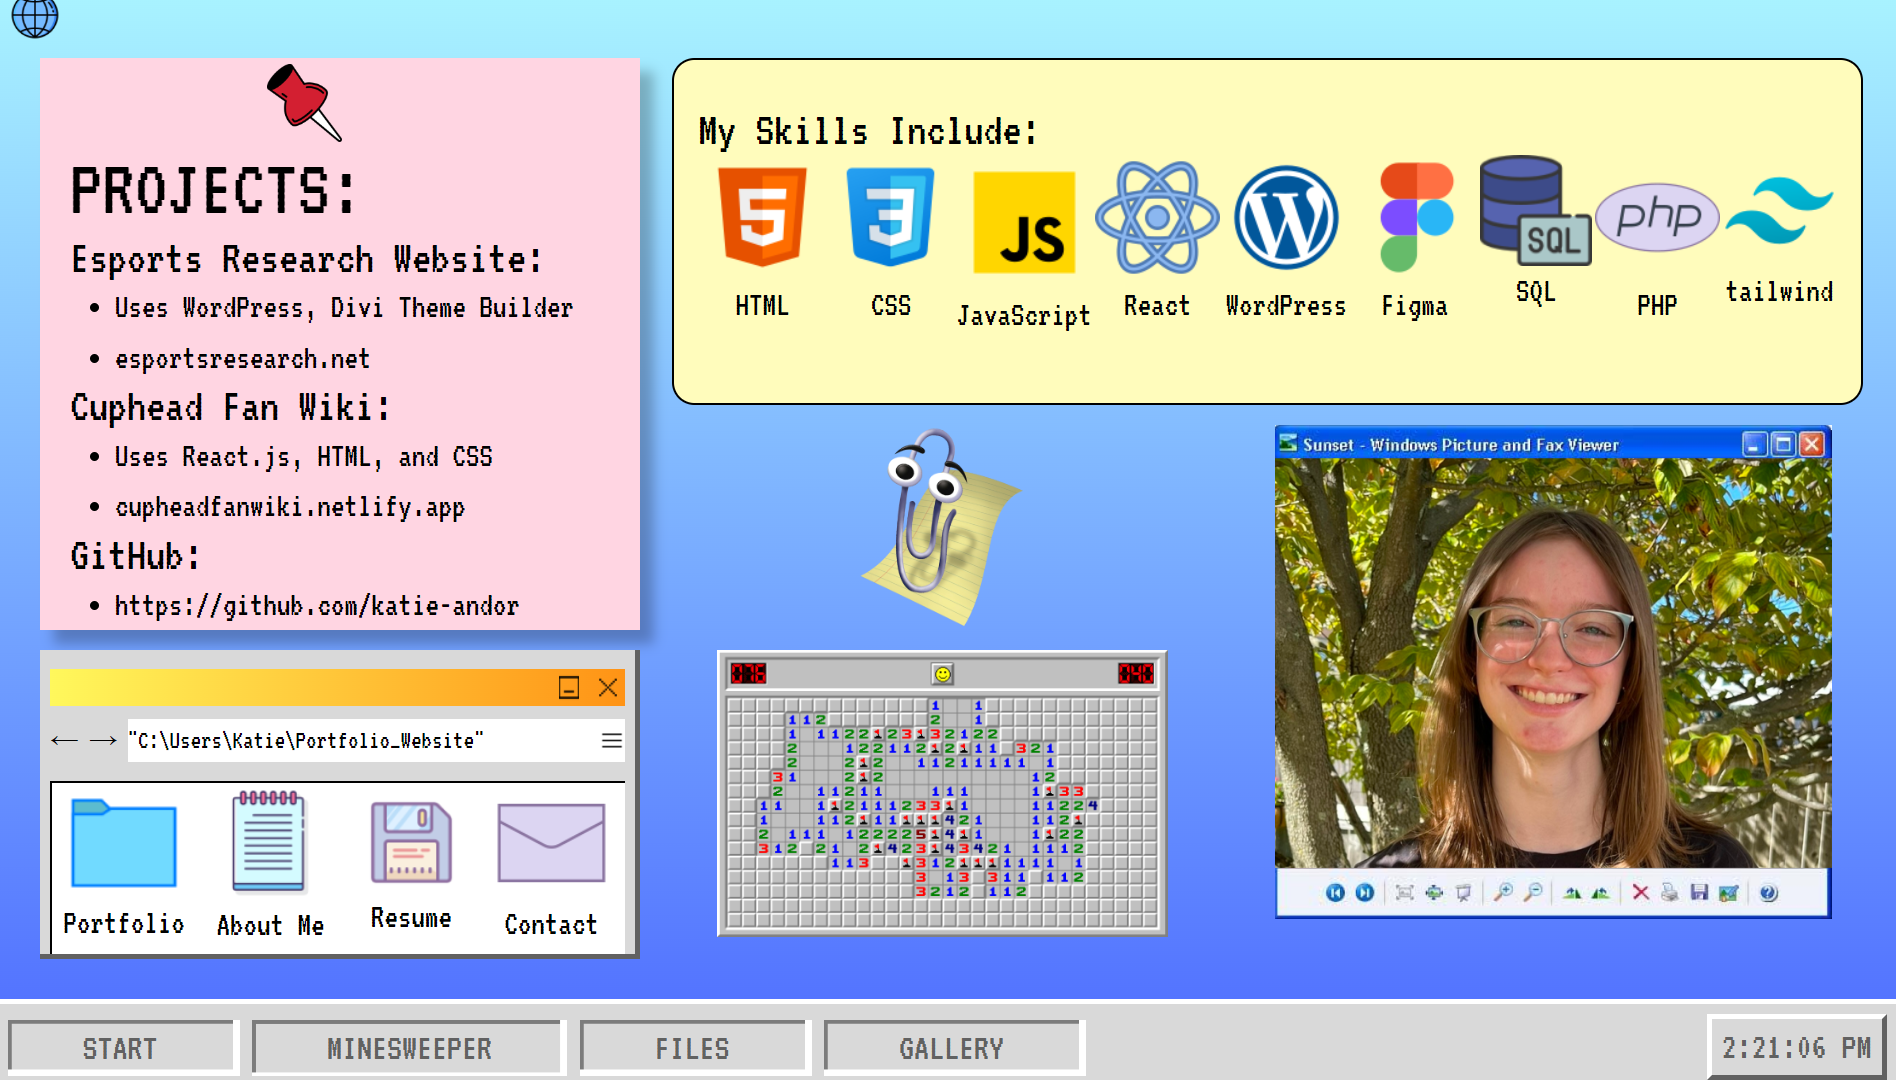 PROJECTS:
Esports Research Website:
Uses WordPress, Divi Theme Builder
esportsresearch.net
Cuphead Fan Wiki:
Uses React.js, HTML, and CSS
cupheadfanwiki.netlify.app
GitHub:
https://github.com/katie-andor
My Skills Include:
5
3
JS
W
SQL
php
HTML
CSS
JavaScript
React
WordPress
Figma
SQL
PHP
tailwind
Sunset - Windows Picture and Fax Viewer
"C:\Users\Katie\Portfolio_Website"
Portfolio
About Me
Resume
Contact
076
040
START
MINESWEEPER
FILES
GALLERY
2:21:06 PM